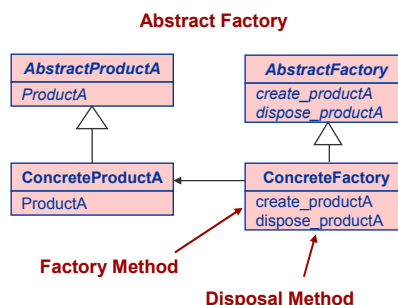 Abstract Factory
AbstractProductA
ProductA
AbstractFactory
create_productA
dispose_productA
ConcreteProductA
ProductA
ConcreteFactory
create_productA
dispose_productA
Factory Method
Disposal Method